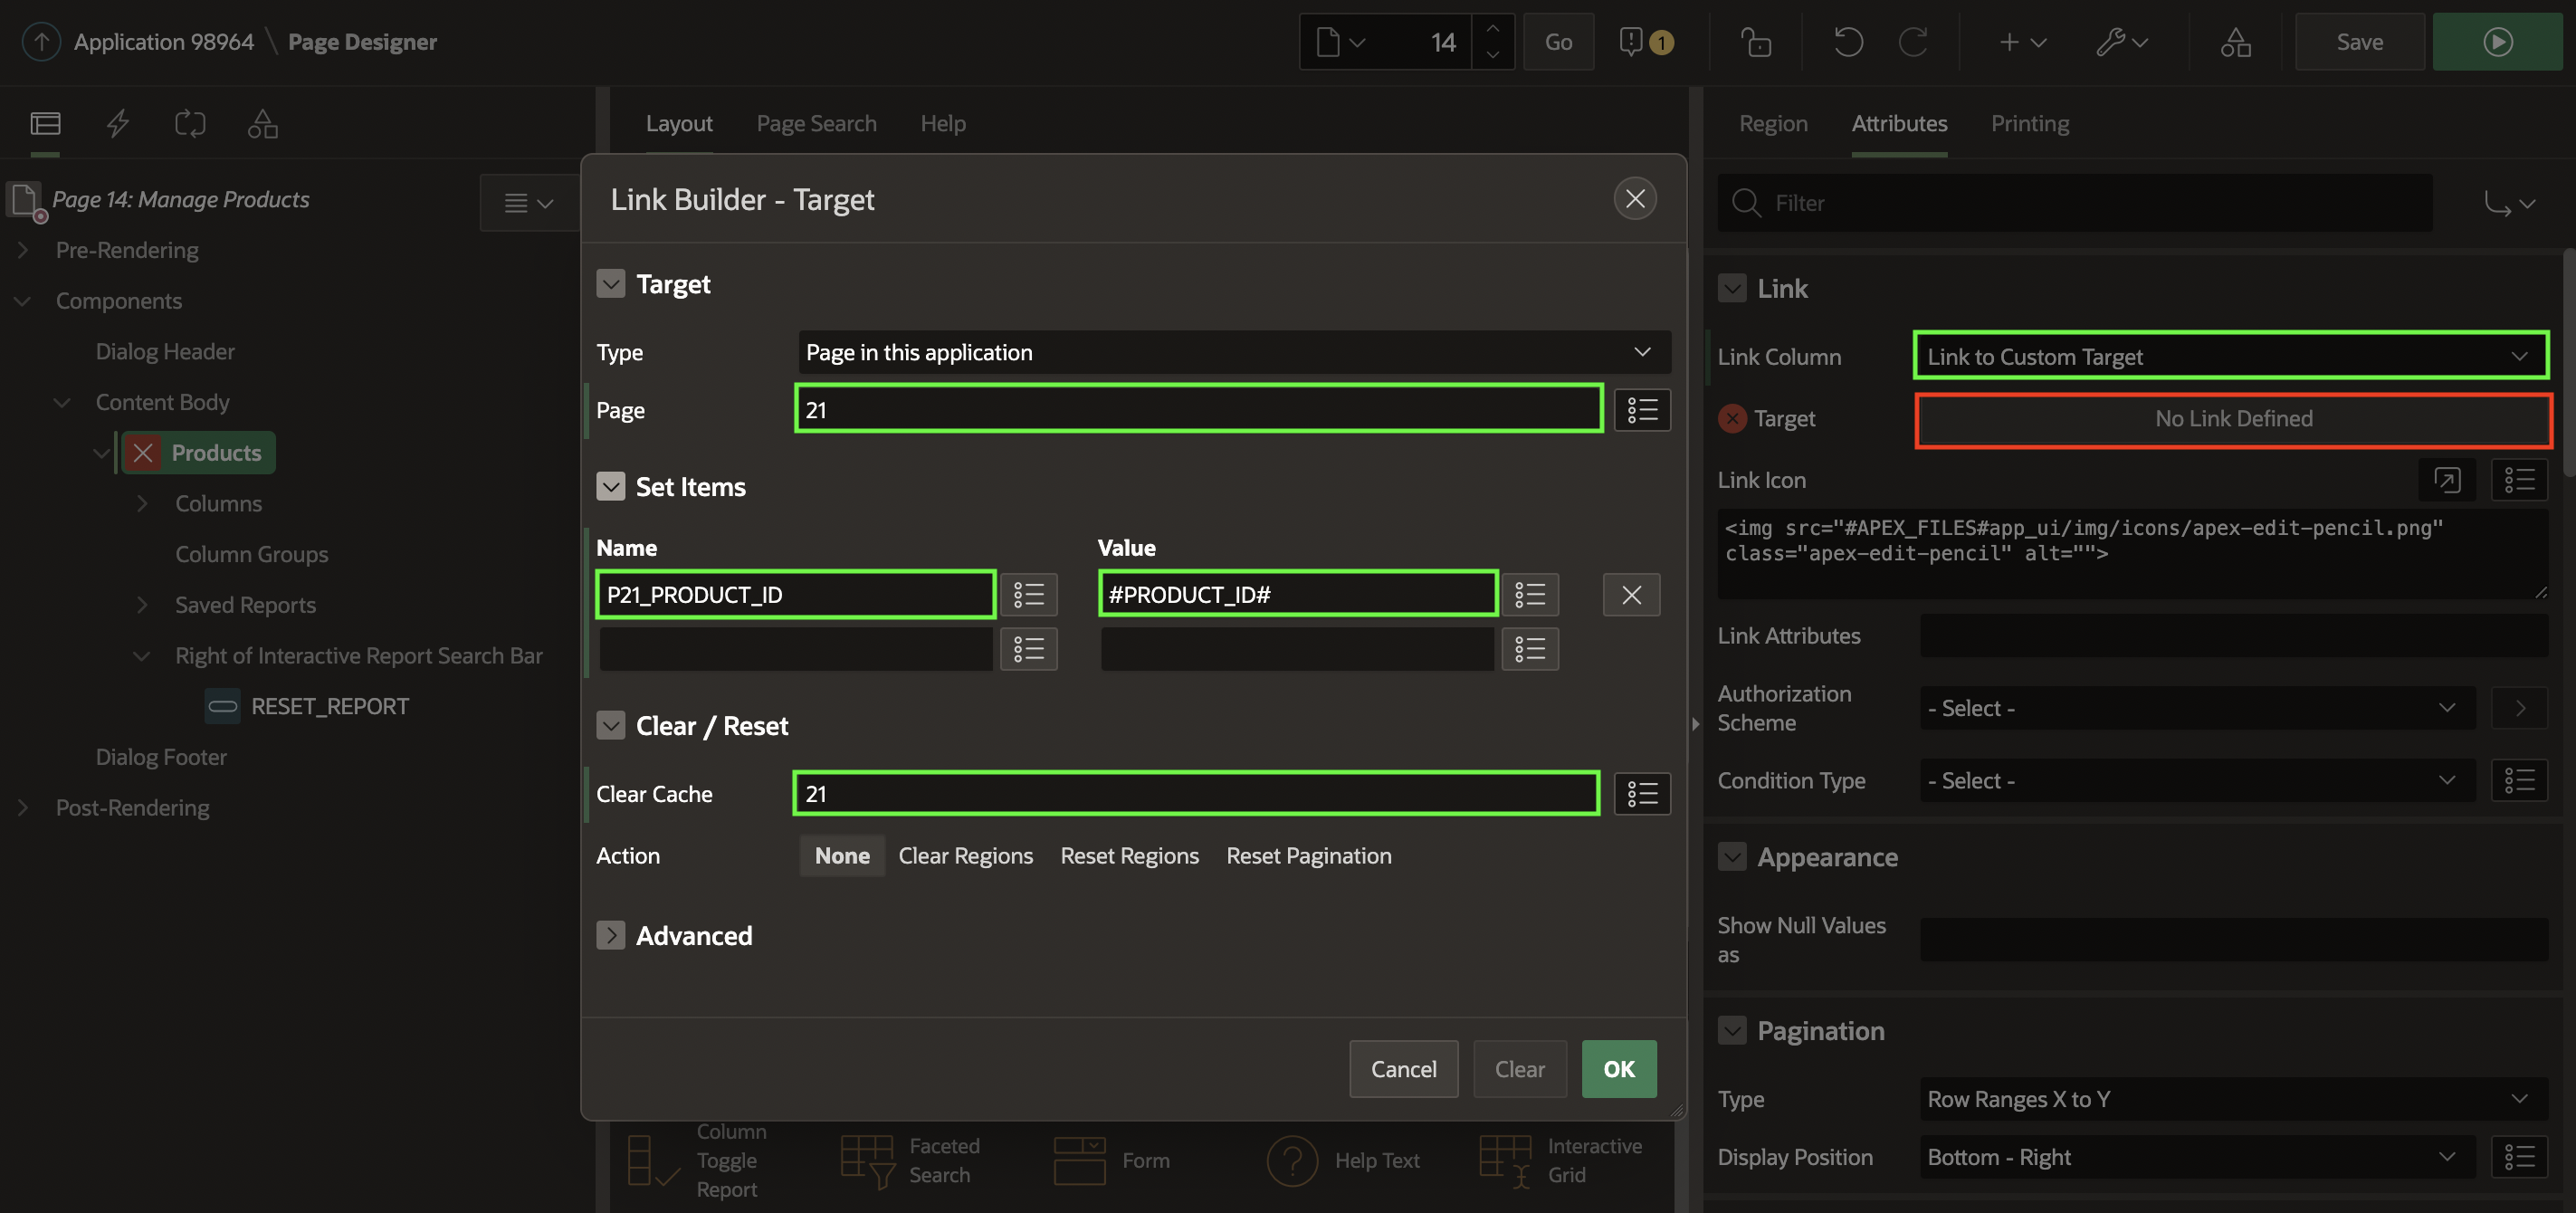 Application 98964 \ Page Designer
14
Go
1
Save
Layout
Page Search
Help
Region
Attributes
Printing
Page 14: Manage Products
Pre-Rendering
Components
Dialog Header
Content Body
Products
Columns
Column Groups
Saved Reports
Right of Interactive Report Search Bar
RESET_REPORT
Dialog Footer
Post-Rendering
Link Builder - Target
Target
Type
Page in this application
Page
21
Set Items
Name
Value
P21_PRODUCT_ID
#PRODUCT_ID#
Clear / Reset
Clear Cache
21
Action
None
Clear Regions
Reset Regions
Reset Pagination
Advanced
Cancel
Clear
OK
Column
Toggle
Report
Faceted
Search
Form
Help Text
Interactive
Grid
Filter
Link
Link Column
Link to Custom Target
Target
No Link Defined
Link Icon
<img src="#APEX_FILES#app_ui/img/icons/apex-edit-pencil.png"
class="apex-edit-pencil" alt="">
Link Attributes
Authorization
Scheme
- Select -
Condition Type
- Select -
Appearance
Show Null Values
as
Pagination
Type
Row Ranges X to Y
Display Position
Bottom - Right